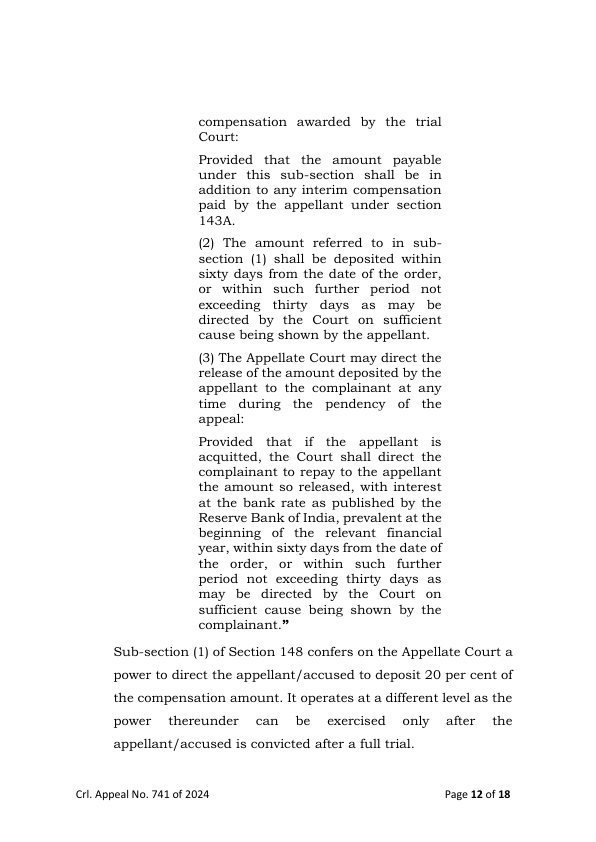 compensation awarded by the trial
Court:
Provided that the amount payable
under this sub-section shall be in
addition to any interim compensation
paid by the appellant under section
143A.
(2) The amount referred to in sub-
section (1) shall be deposited within
sixty days from the date of the order,
or within such further period not
exceeding thirty days as may be
directed by the Court on sufficient
cause being shown by the appellant.
(3) The Appellate Court may direct the
release of the amount deposited by the
appellant to the complainant at any
time during the pendency of the
appeal:
Provided that if the appellant is
acquitted, the Court shall direct the
complainant to repay to the appellant
the amount so released, with interest
at the bank rate as published by the
Reserve Bank of India, prevalent at the
beginning of the relevant financial
year, within sixty days from the date of
the order, or within such further
period not exceeding thirty days as
may be directed by the Court on
sufficient cause being shown by the
complainant.”
Sub-section (1) of Section 148 confers on the Appellate Court a
power to direct the appellant/accused to deposit 20 per cent of
the compensation amount. It operates at a different level as the
power thereunder can be exercised only after the
appellant/accused is convicted after a full trial.
Crl. Appeal No. 741 of 2024 Page 12 of 18